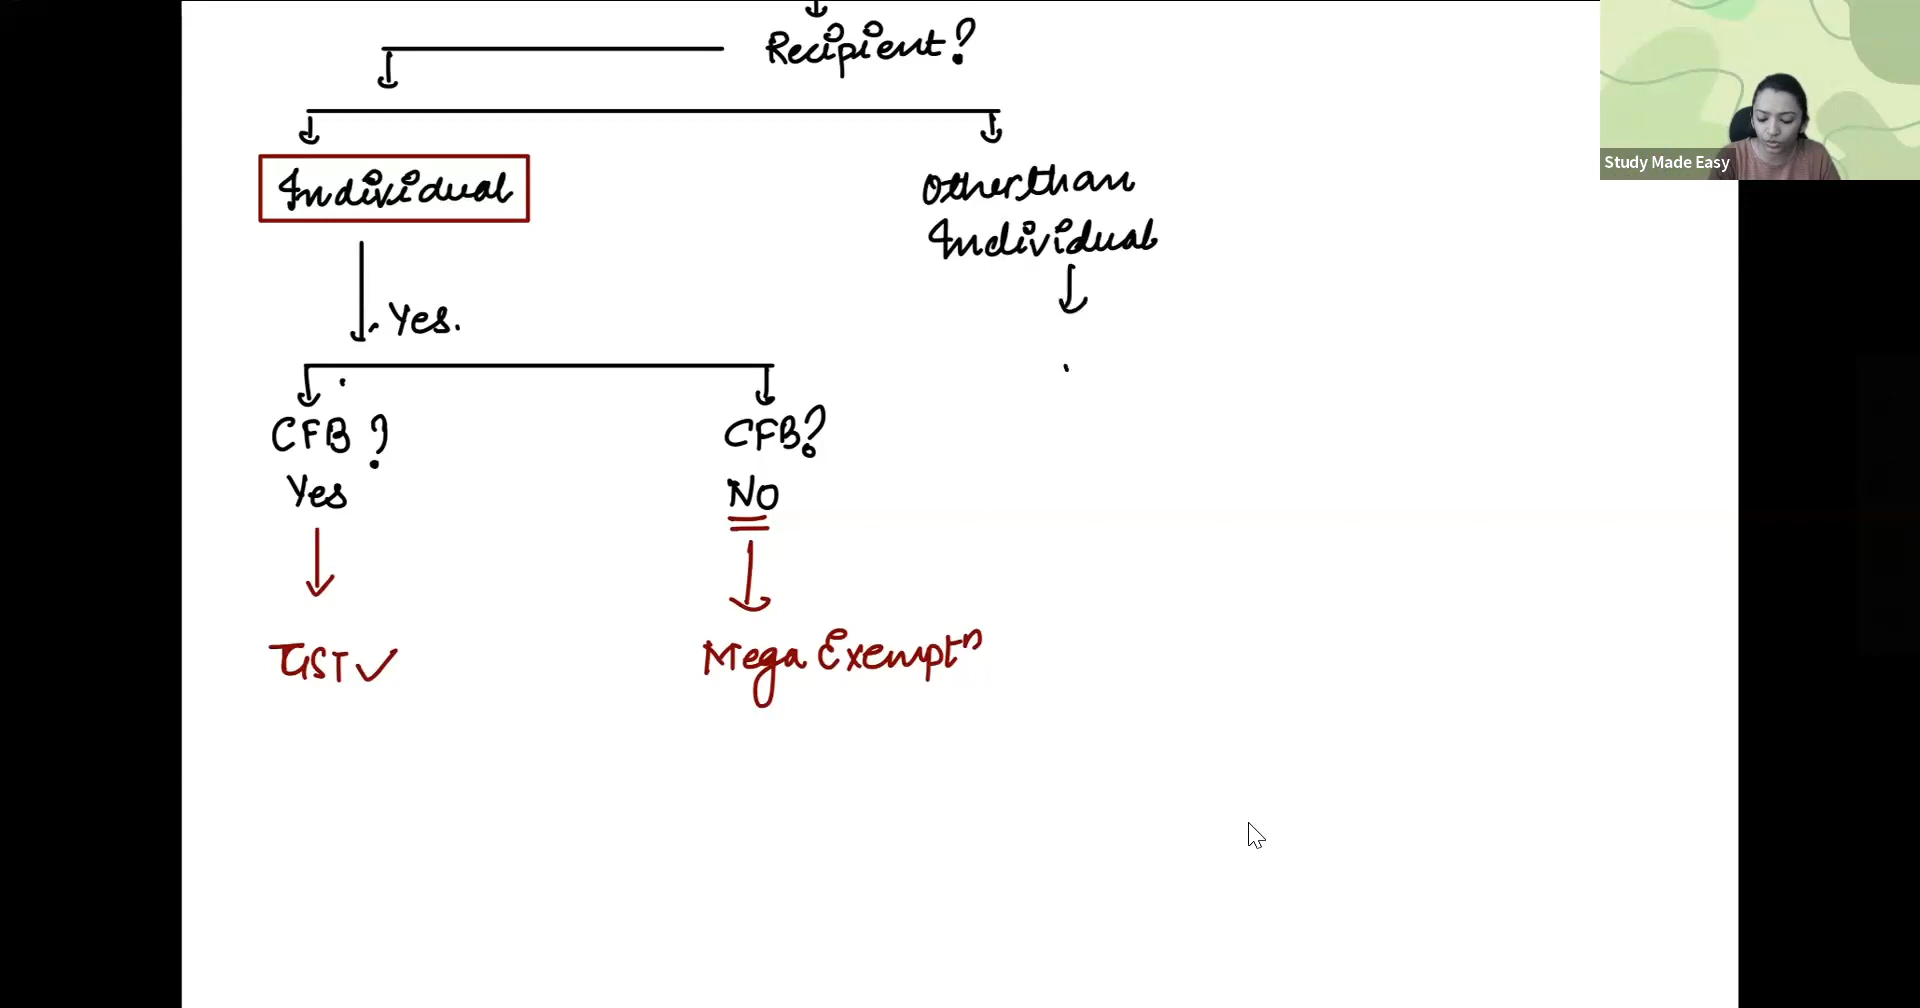 Recipient?
Study Made Easy
Individual
Other than
Individual
Yes.
CFB?
CFB?
Yes
NO
GST✓
Mega Exemptⁿ